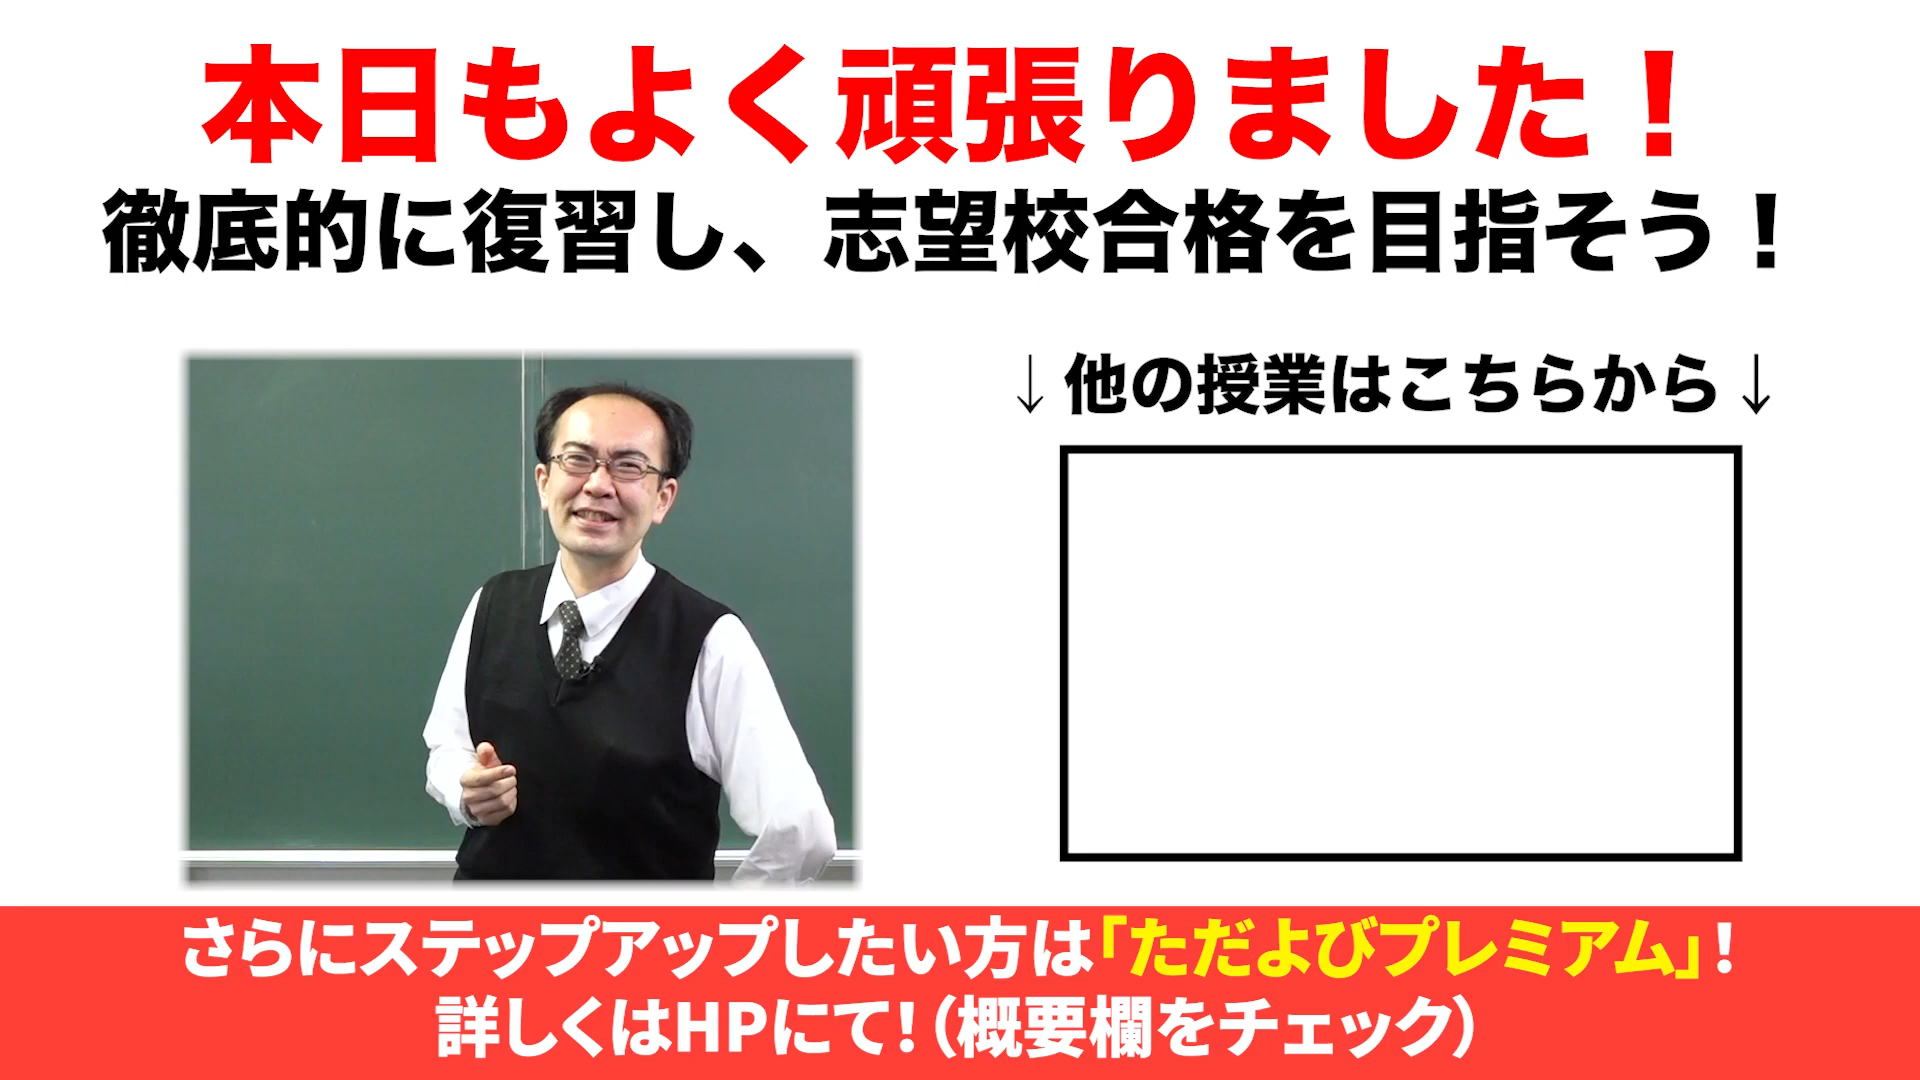 本日もよく頑張りました！
徹底的に復習し、志望校合格を目指そう！
↓他の授業はこちらから↓
さらにステップアップしたい方は「ただよびプレミアム」！
詳しくはHPにて！（概要欄をチェック）